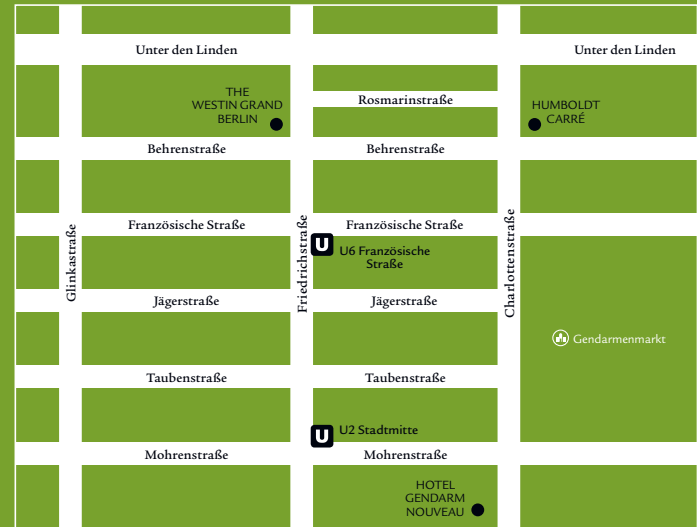 Unter den Linden
Unter den Linden
THE
WESTIN GRAND
BERLIN
Rosmarinstraße
HUMBOLDT
CARRÉ
Behrenstraße
Behrenstraße
Glinkastraße
Friedrichstraße
Charlottenstraße
Französische Straße
Französische Straße
U
U6 Französische
Straße
Jägerstraße
Jägerstraße
Gendarmenmarkt
Taubenstraße
Taubenstraße
U
U2 Stadtmitte
Mohrenstraße
Mohrenstraße
HOTEL
GENDARM
NOUVEAU